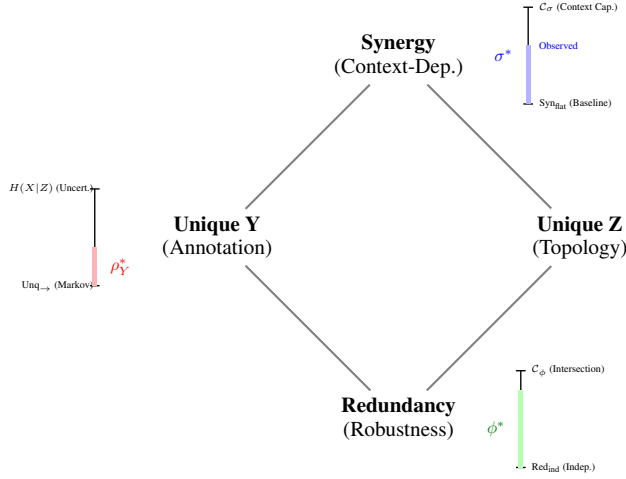 𝒞σ (Context Cap.)
Synergy
(Context-Dep.)
σ*
Observed
Synflat (Baseline)
H(X|Z) (Uncert.)
Unique Y
(Annotation)
Unique Z
(Topology)
ρ*Y
Unq→ (Markov)
𝒞ϕ (Intersection)
Redundancy
(Robustness)
ϕ*
Redind (Indep.)